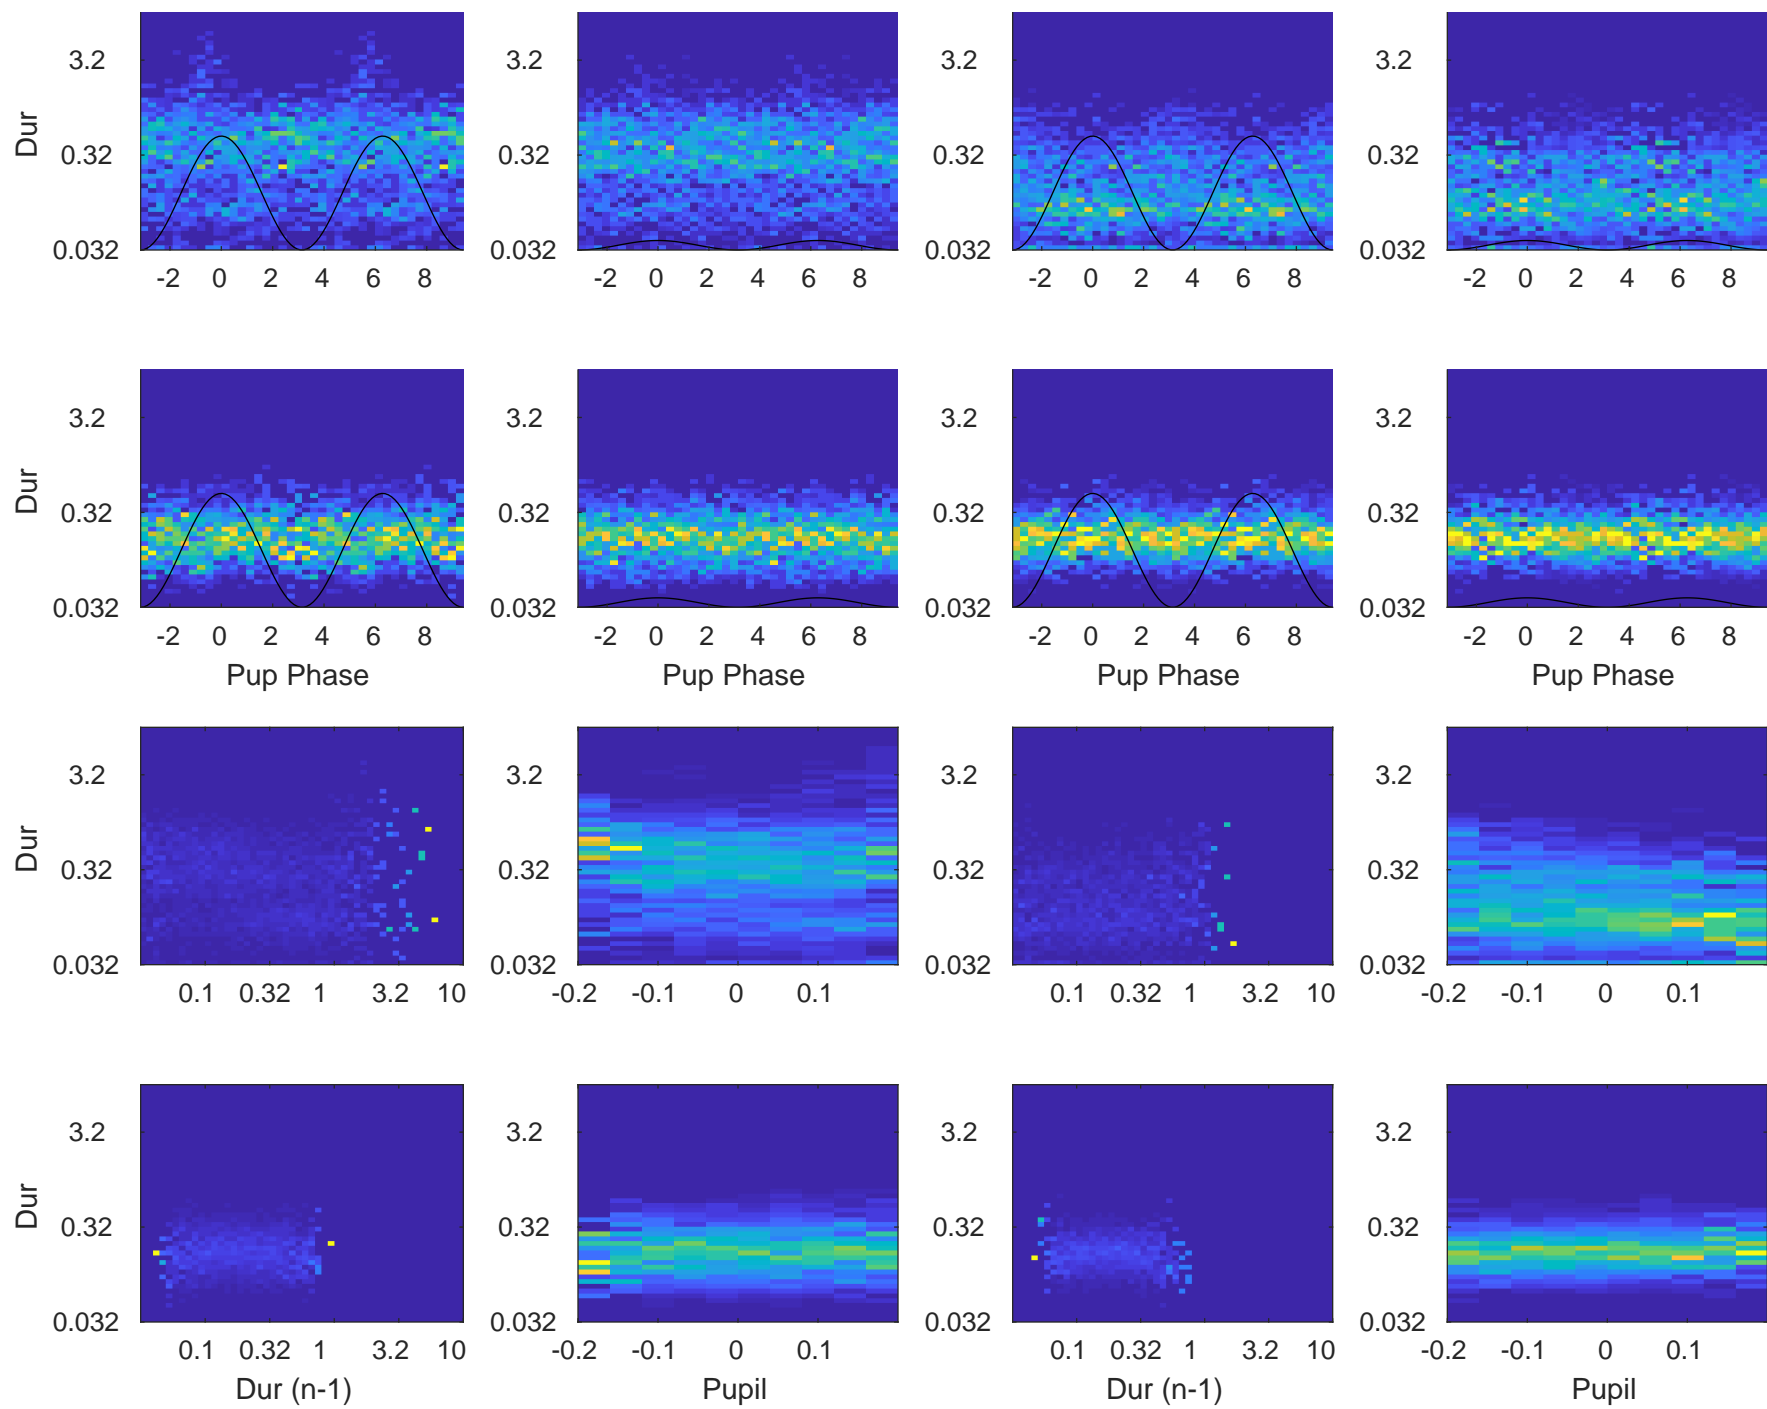 3.2 3.2 3.2 3.2
Dur
0.32 0.32 0.32 0.32
0.032 0.032 0.032 0.032
-2 0 2 4 6 8 -2 0 2 4 6 8 -2 0 2 4 6 8 -2 0 2 4 6 8
3.2 3.2 3.2 3.2
Dur
0.32 0.32 0.32 0.32
0.032 0.032 0.032 0.032
-2 0 2 4 6 8 -2 0 2 4 6 8 -2 0 2 4 6 8 -2 0 2 4 6 8
Pup Phase Pup Phase Pup Phase Pup Phase
3.2 3.2 3.2 3.2
Dur
0.32 0.32 0.32 0.32
0.032 0.032 0.032 0.032
0.1 0.32 1 3.2 10 -0.2 -0.1 0 0.1 0.1 0.32 1 3.2 10 -0.2 -0.1 0 0.1
3.2 3.2 3.2 3.2
Dur
0.32 0.32 0.32 0.32
0.032 0.032 0.032 0.032
0.1 0.32 1 3.2 10 -0.2 -0.1 0 0.1 0.1 0.32 1 3.2 10 -0.2 -0.1 0 0.1
Dur (n-1) Pupil Dur (n-1) Pupil